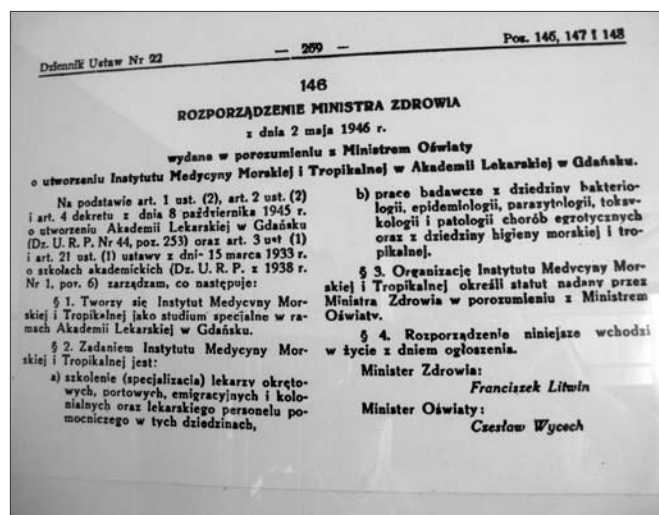 Dziennik Ustaw Nr 22
— 269 —
Poz. 146, 147 i 148
146
ROZPORZĄDZENIE MINISTRA ZDROWIA
z dnia 2 maja 1946 r.
wydane w porozumieniu z Ministrem Oświaty
o utworzeniu Instytutu Medycyny Morskiej i Tropikalnej w Akademii Lekarskiej w Gdańsku.
Na podstawie art. 1 ust. (2), art. 2 ust. (2)
i art. 4 dekretu z dnia 8 października 1945 r.
o utworzeniu Akademii Lekarskiej w Gdańsku
(Dz. U. R. P. Nr 44, poz. 253) oraz art. 3 ust (1)
i art. 21 ust. (1) ustawy z dni- 15 marca 1933 r.
o szkołach akademickich (Dz. U. R. P. z 1938 r.
Nr 1, poz. 6) zarządzam, co następuje:
§ 1. Tworzy się Instytut Medycyny Mor-
skiej i Tropikalnej jako studium specjalne w ra-
mach Akademii Lekarskiej w Gdańsku.
§ 2. Zadaniem Instytutu Medycyny Mor-
skiej i Tropikalnej jest:
a) szkolenie (specjalizacja) lekarzy okręto-
wych, portowych, emigracyjnych i kolo-
nialnych oraz lekarskiego personelu po-
mocniczego w tych dziedzinach,
b) prace badawcze z dziedziny bakterio-
logii, epidemiologii, parazytologii, toksy-
kologii i patologii chorób egzotycznych
oraz z dziedziny higieny morskiej i tro-
pikalnej.
§ 3. Organizację Instytutu Medycyny Mor-
skiej i Tropikalnej określi statut nadany przez
Ministra Zdrowia w porozumieniu z Ministrem
Oświaty.
§ 4. Rozporządzenie niniejsze wchodzi
w życie z dniem ogłoszenia.
Minister Zdrowia:
Franciszek Litwin
Minister Oświaty:
Czesław Wycech